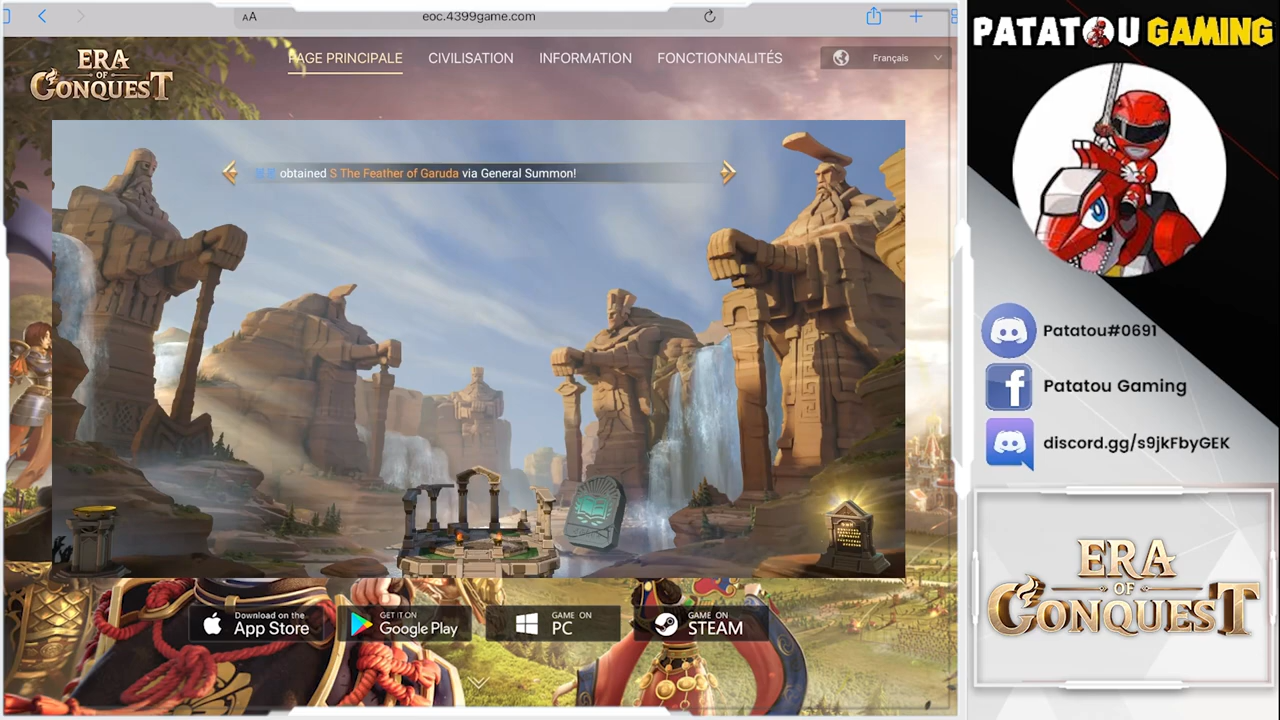 AA
eoc.4399game.com
ERA
OF
CONQUEST
PAGE PRINCIPALE
CIVILISATION
INFORMATION
FONCTIONNALITÉS
Français
obtained S The Feather of Garuda via General Summon!
Download on the
App Store
GET IT ON
Google Play
GAME ON
PC
GAME ON
STEAM
PATATOU GAMING
Patatou#0691
Patatou Gaming
discord.gg/s9jkFbyGEK
ERA
OF
CONQUEST